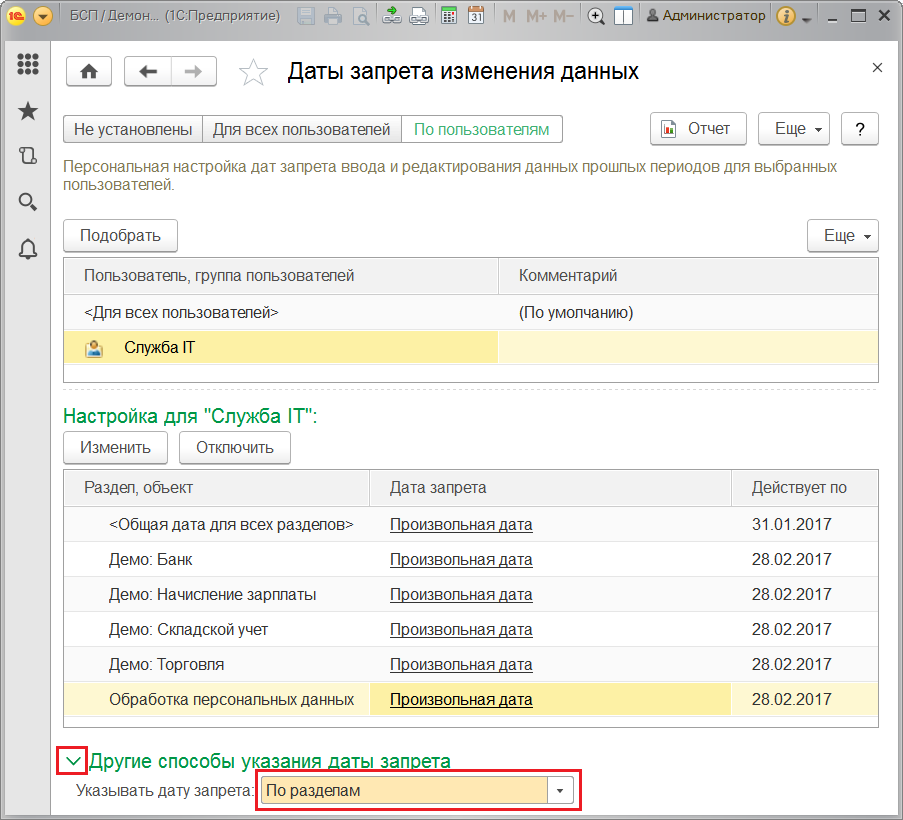 БСП / Демон... (1С:Предприятие) 31 M M+ M− Администратор
Даты запрета изменения данных
Не установлены Для всех пользователей По пользователям Отчет Еще ?
Персональная настройка дат запрета ввода и редактирования данных прошлых периодов для выбранных
пользователей.
Подобрать Еще
Пользователь, группа пользователей Комментарий
<Для всех пользователей> (По умолчанию)
Служба IT
Настройка для "Служба IT":
Изменить Отключить
Раздел, объект Дата запрета Действует по
<Общая дата для всех разделов> Произвольная дата 31.01.2017
Демо: Банк Произвольная дата 28.02.2017
Демо: Начисление зарплаты Произвольная дата 28.02.2017
Демо: Складской учет Произвольная дата 28.02.2017
Демо: Торговля Произвольная дата 28.02.2017
Обработка персональных данных Произвольная дата 28.02.2017
Другие способы указания даты запрета
Указывать дату запрета: По разделам